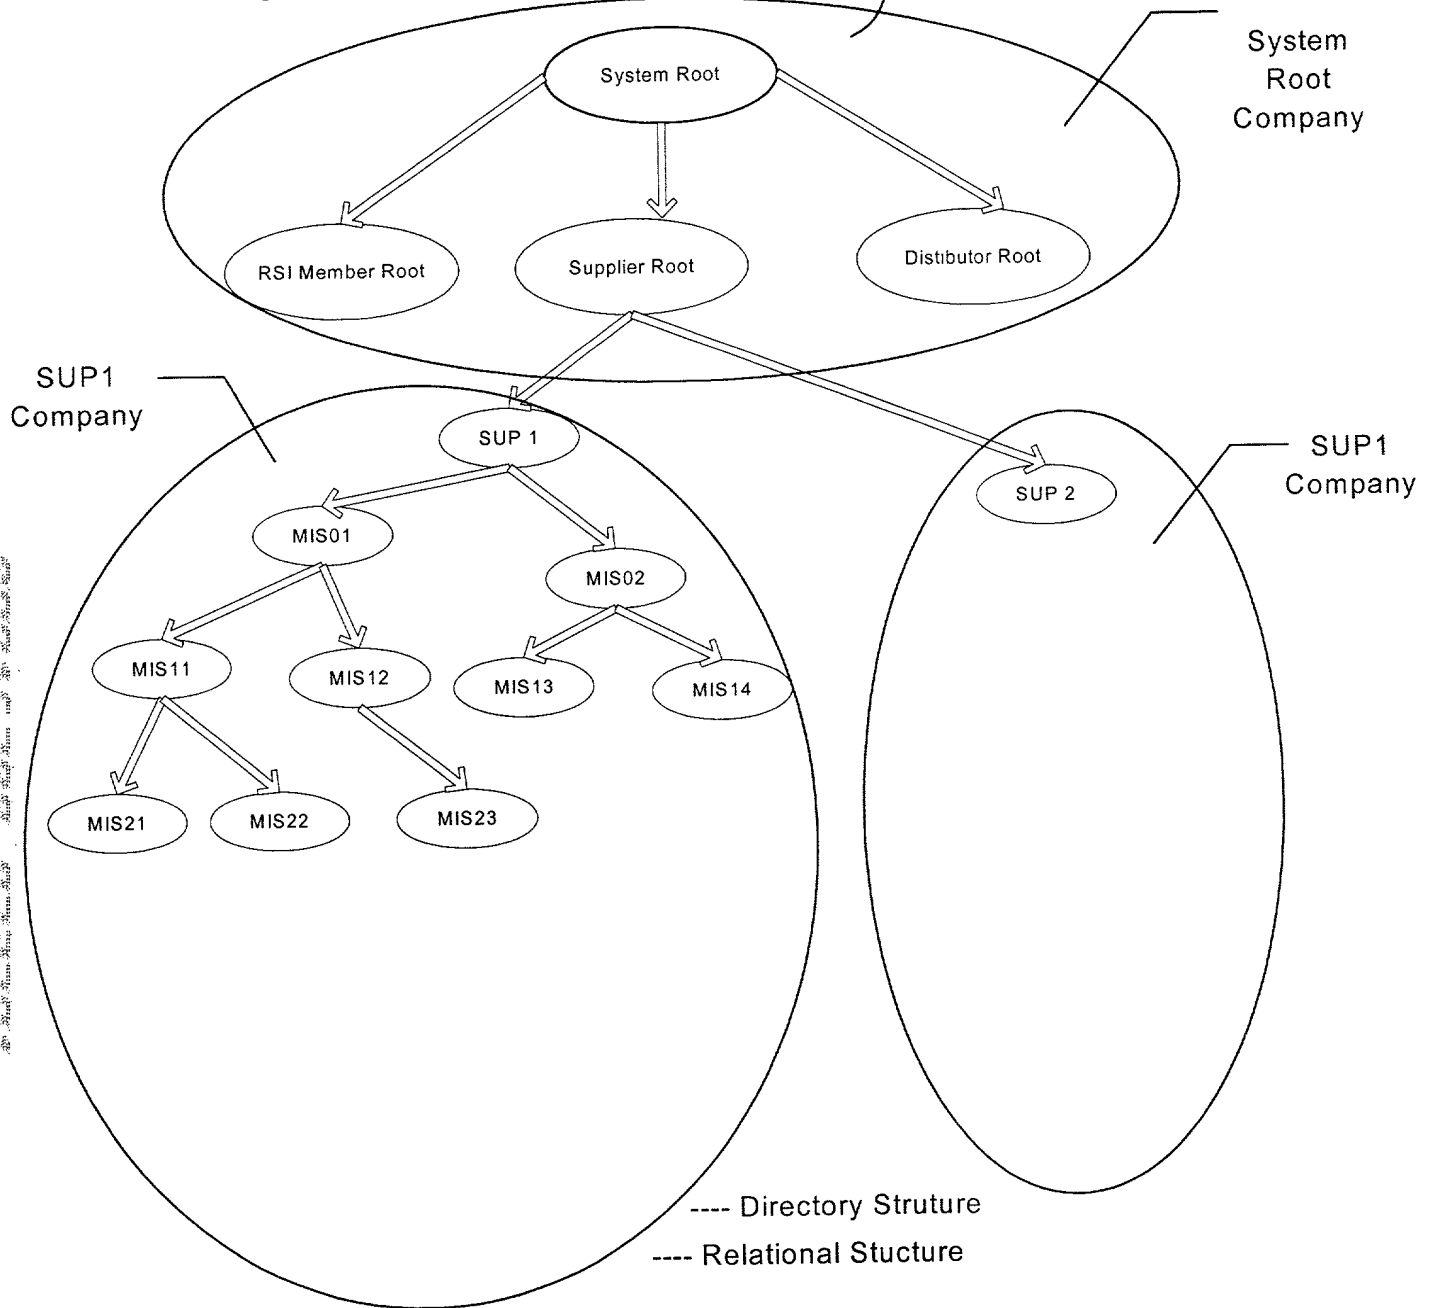 System
Root
Company
System Root
RSI Member Root
Supplier Root
Distibutor Root
SUP1
Company
SUP 1
SUP1
Company
SUP 2
MIS01
MIS02
MIS11
MIS12
MIS13
MIS14
MIS21
MIS22
MIS23
---- Directory Struture
---- Relational Stucture